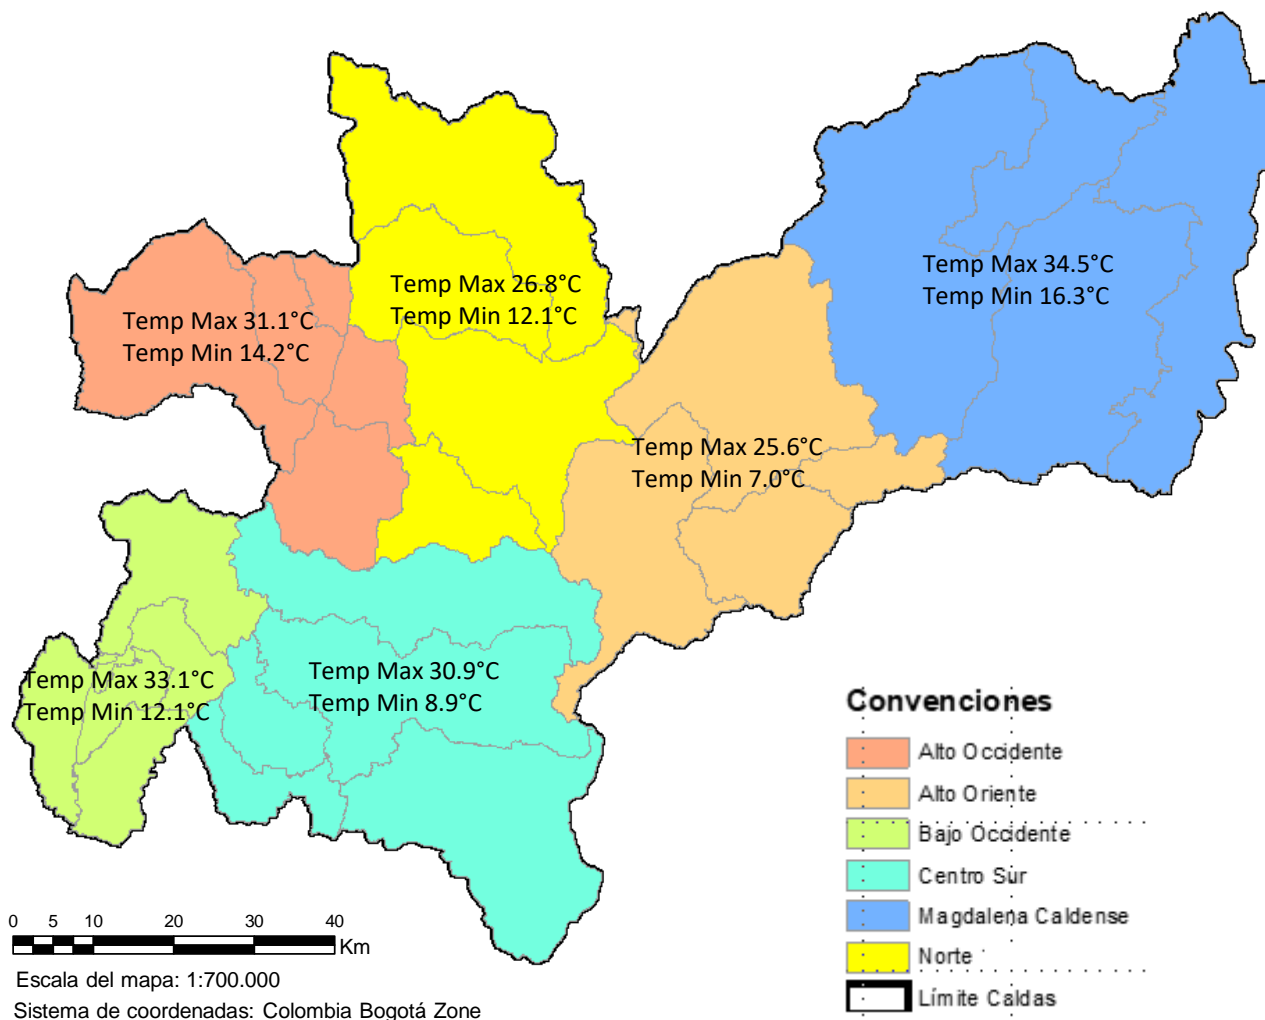 Temp Max 34.5°C
Temp Min 16.3°C
Temp Max 26.8°C
Temp Min 12.1°C
Temp Max 31.1°C
Temp Min 14.2°C
Temp Max 25.6°C
Temp Min 7.0°C
Temp Max 33.1°C
Temp Min 12.1°C
Temp Max 30.9°C
Temp Min 8.9°C
Convenciones
Alto Occidente
Alto Oriente
Bajo Occidente
Centro Sur
Magdalena Caldense
Norte
Límite Caldas
0 5 10 20 30 40
Km
Escala del mapa: 1:700.000
Sistema de coordenadas: Colombia Bogotá Zone